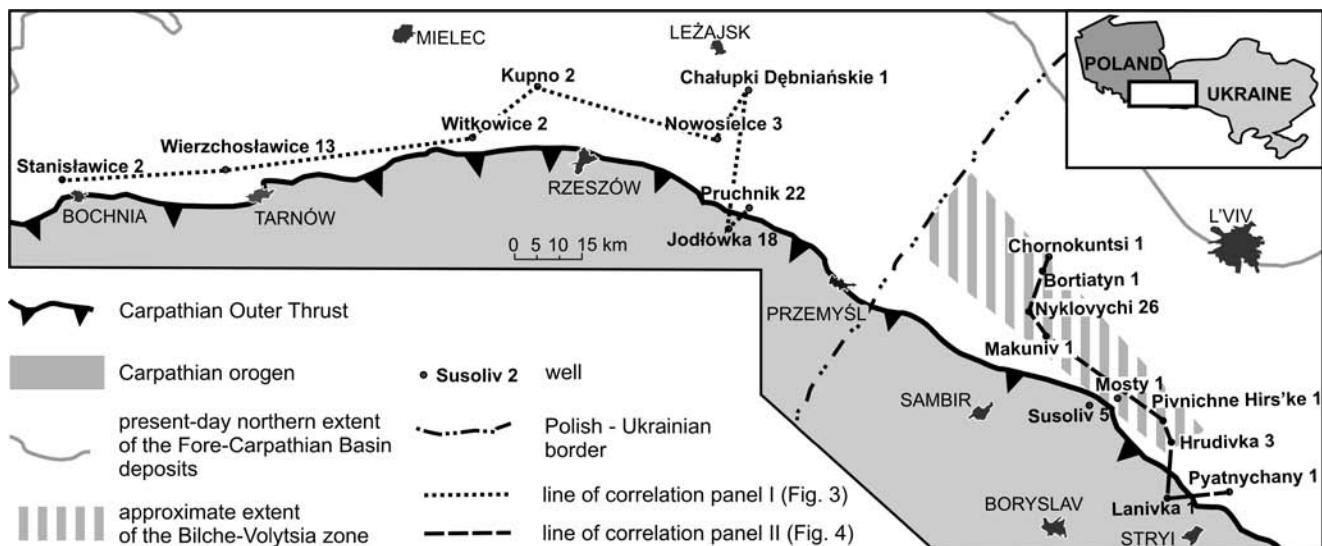 MIELEC
LEŻAJSK
POLAND
UKRAINE
Kupno 2
Chałupki Dębniańskie 1
Witkowice 2
Nowosielce 3
Wierzchosławice 13
Stanisławice 2
RZESZÓW
BOCHNIA
TARNÓW
Pruchnik 22
Jodłówka 18
0 5 10 15 km
L'VIV
Chornokuntsi 1
Bortiatyn 1
Nyklovychi 26
PRZEMYŚL
Makuniv 1
Mosty 1
Pivnichne Hirs'ke 1
SAMBIR
Susoliv 5
Hrudivka 3
Pyatnychany 1
Lanivka 1
BORYSLAV
STRYI
Carpathian Outer Thrust
Carpathian orogen
present-day northern extent
of the Fore-Carpathian Basin
deposits
approximate extent
of the Bilche-Volytsia zone
Susoliv 2 well
Polish - Ukrainian
border
line of correlation panel I (Fig. 3)
line of correlation panel II (Fig. 4)